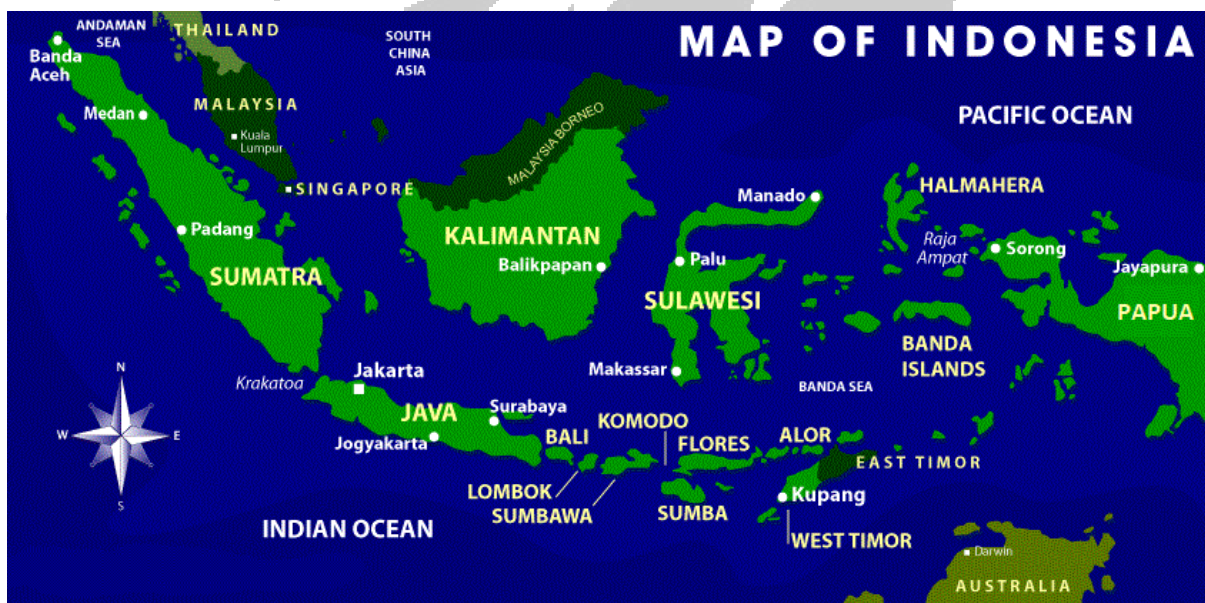 MAP OF INDONESIA
ANDAMAN
SEA
THAILAND
SOUTH
CHINA
ASIA
Banda
Aceh
MALAYSIA
Medan
Kuala
Lumpur
PACIFIC OCEAN
MALAYSIA BORNEO
SINGAPORE
HALMAHERA
Manado
Padang
KALIMANTAN
Raja
Ampat
Sorong
SUMATRA
Balikpapan
Palu
Jayapura
SULAWESI
PAPUA
BANDA
ISLANDS
Krakatoa
Jakarta
Makassar
BANDA SEA
N
W
E
S
JAVA
Surabaya
Jogyakarta
BALI
KOMODO
FLORES
ALOR
EAST TIMOR
LOMBOK
SUMBAWA
SUMBA
Kupang
INDIAN OCEAN
WEST TIMOR
Darwin
AUSTRALIA